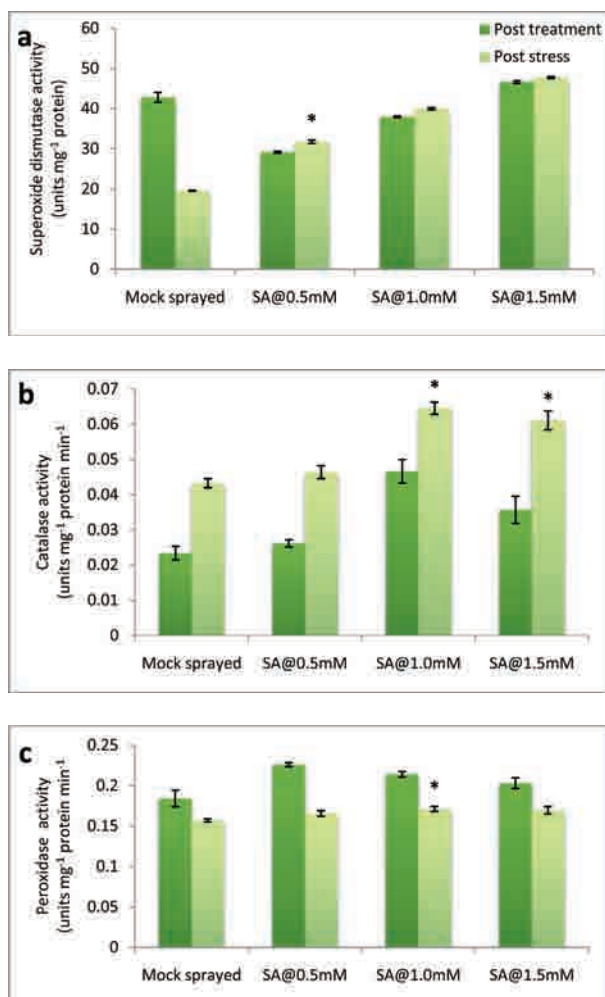 a
Post treatment
Post stress
Superoxide dismutase activity
(units mg⁻¹ protein)
60
50
40
30
20
10
0
*
Mock sprayed SA@0.5mM SA@1.0mM SA@1.5mM
b
Catalase activity
(units mg⁻¹ protein min⁻¹)
0.07
0.06
0.05
0.04
0.03
0.02
0.01
0
* *
Mock sprayed SA@0.5mM SA@1.0mM SA@1.5mM
c
Peroxidase activity
(units mg⁻¹ protein min⁻¹)
0.25
0.2
0.15
0.1
0.05
0
*
Mock sprayed SA@0.5mM SA@1.0mM SA@1.5mM